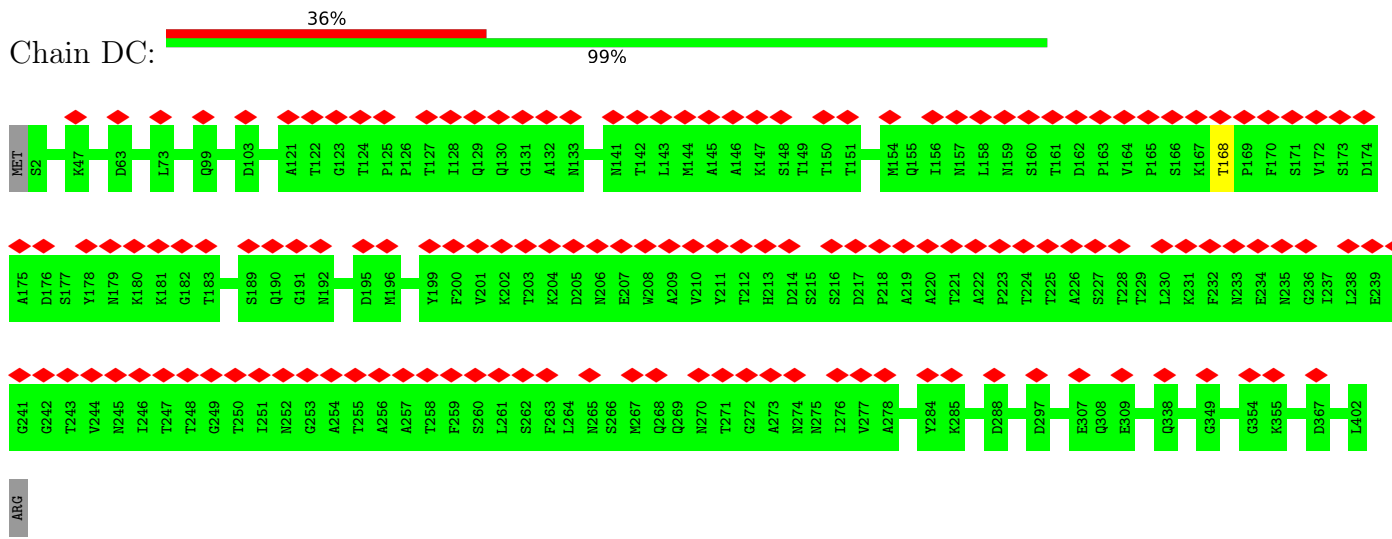 36%
Chain DC:
99%
MET S2 K47 D63 L73 Q99 D103 A121 T122 G123 T124 P125 P126 T127 I128 Q129 Q130 G131 A132 N133 N141 T142 L143 M144 A145 A146 K147 S148 T149 T150 T151 M154 Q155 I156 N157 L158 N159 S160 T161 D162 P163 V164 P165 S166 K167 T168 P169 F170 S171 V172 S173 D174
A175 D176 S177 Y178 N179 K180 K181 G182 T183 S189 Q190 G191 N192 D195 M196 Y199 F200 V201 K202 T203 K204 D205 N206 E207 W208 A209 V210 Y211 T212 H213 D214 S215 S216 D217 P218 A219 A220 T221 A222 P223 T224 T225 A226 S227 T228 T229 L230 K231 F232 N233 E234 N235 G236 I237 L238 E239
G241 G242 T243 V244 N245 I246 T247 T248 G249 T250 I251 N252 G253 A254 T255 A256 A257 T258 F259 S260 L261 S262 F263 L264 N265 S266 M267 Q268 Q269 N270 T271 G272 A273 N274 N275 I276 V277 A278 Y284 K285 D288 D297 E307 Q308 E309 Q338 G349 G354 K355 D367 L402
ARG